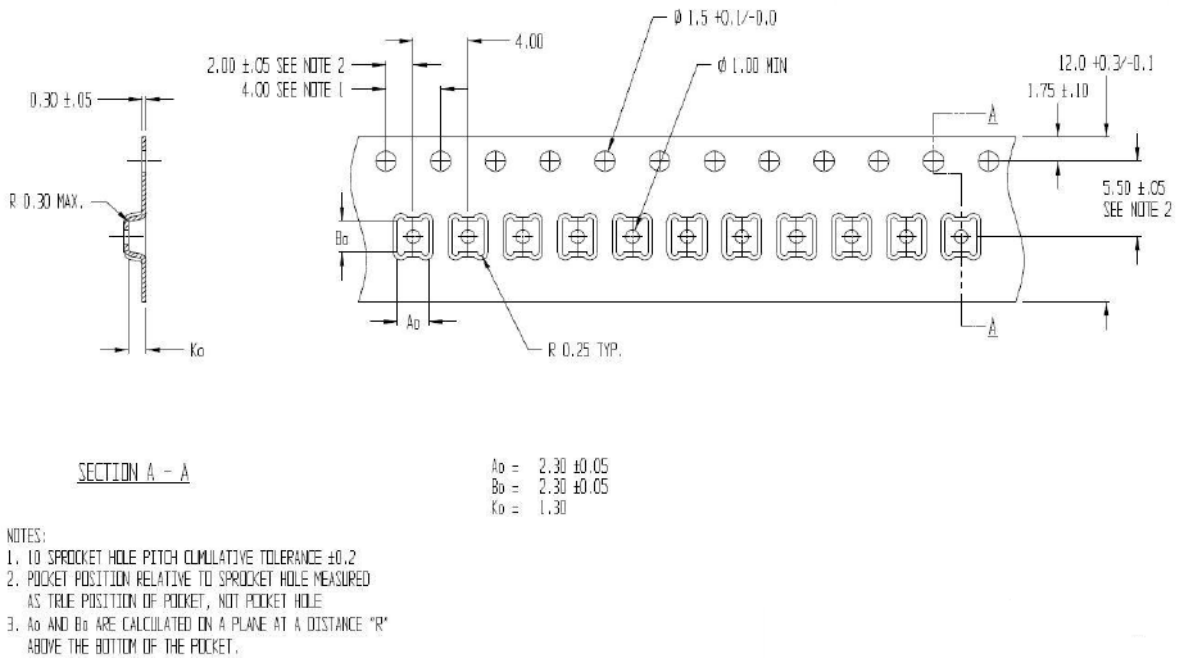 Ø 1.5 +0.1/-0.0
4.00
2.00 ±.05 SEE NOTE 2
Ø 1.00 MIN
12.0 +0.3/-0.1
4.00 SEE NOTE 1
1.75 ±.10
0.30 ±.05
A
R 0.30 MAX.
5.50 ±.05
SEE NOTE 2
Bo
Ao
A
Ko
R 0.25 TYP.
SECTION A - A
Ao = 2.30 ±0.05
Bo = 2.30 ±0.05
Ko = 1.30
NOTES:
1. 10 SPROCKET HOLE PITCH CUMULATIVE TOLERANCE ±0.2
2. POCKET POSITION RELATIVE TO SPROCKET HOLE MEASURED
AS TRUE POSITION OF POCKET, NOT POCKET HOLE
3. Ao AND Bo ARE CALCULATED ON A PLANE AT A DISTANCE "R"
ABOVE THE BOTTOM OF THE POCKET.